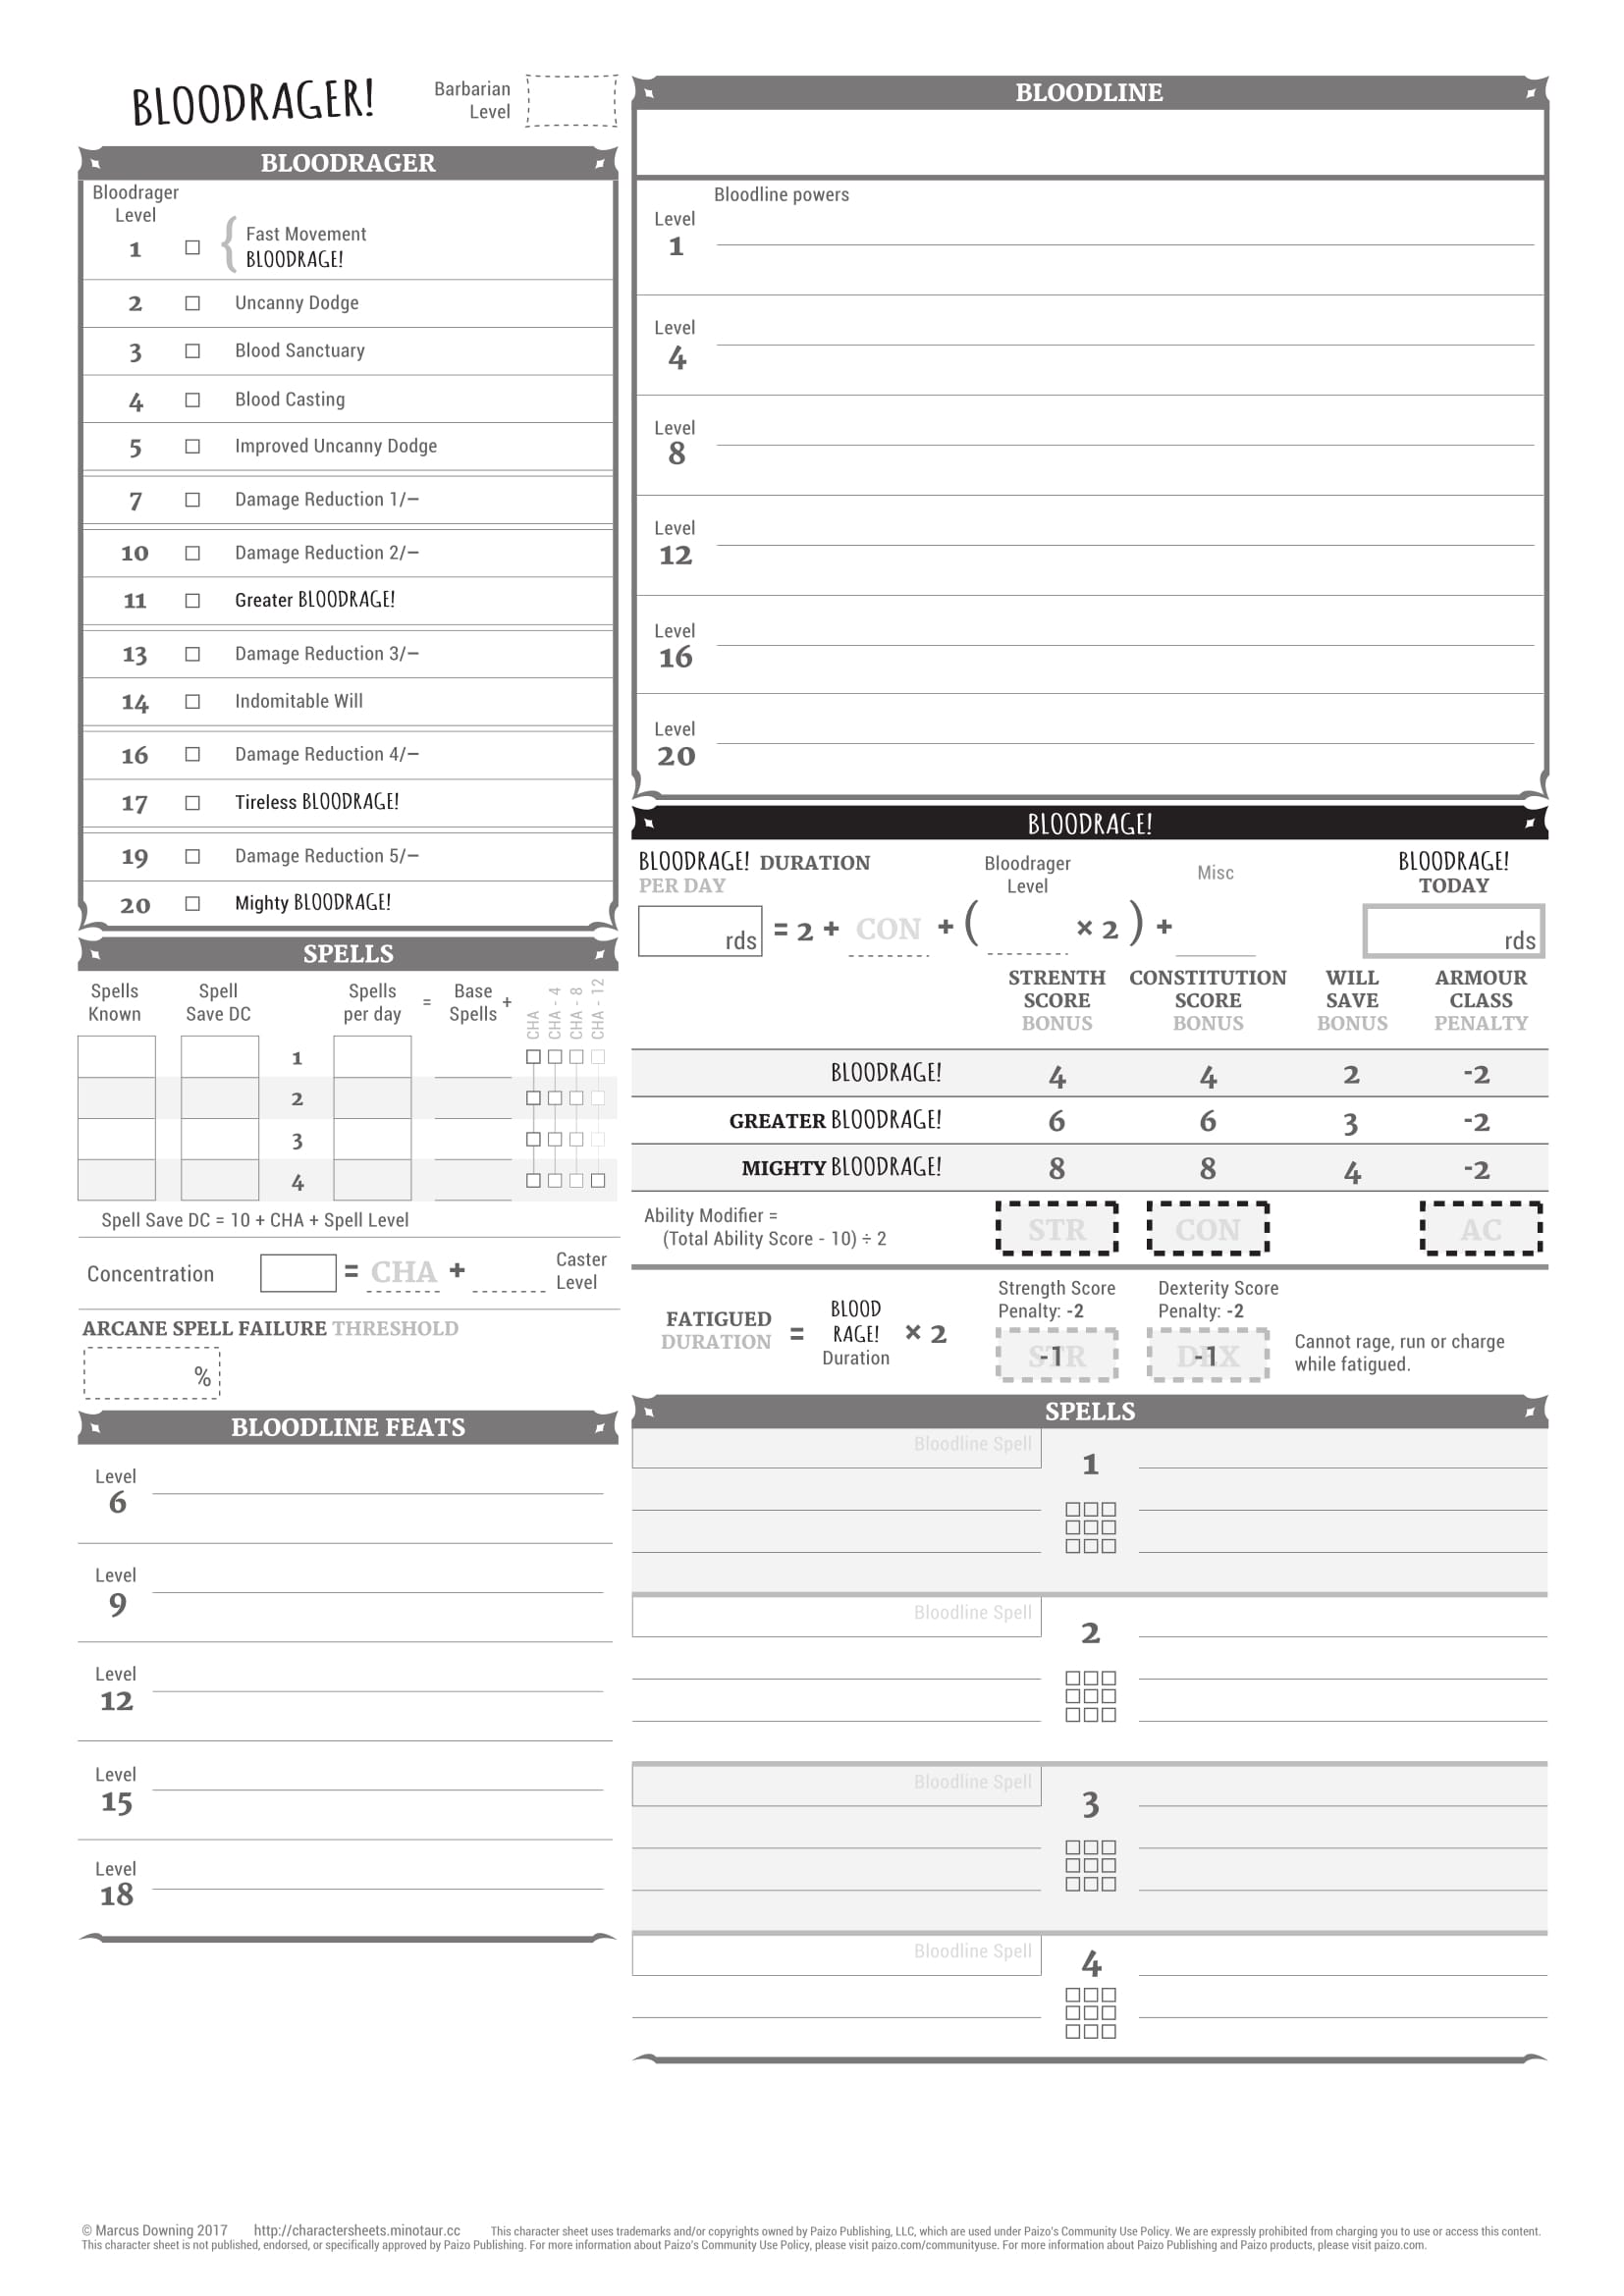 BLOODRAGER!
Barbarian
Level
BLOODRAGER
Bloodrager
Level
1 Fast Movement
BLOODRAGE!
2 Uncanny Dodge
3 Blood Sanctuary
4 Blood Casting
5 Improved Uncanny Dodge
7 Damage Reduction 1/–
10 Damage Reduction 2/–
11 Greater BLOODRAGE!
13 Damage Reduction 3/–
14 Indomitable Will
16 Damage Reduction 4/–
17 Tireless BLOODRAGE!
19 Damage Reduction 5/–
20 Mighty BLOODRAGE!
SPELLS
Spells
Known
Spell
Save DC
Spells
per day
=
Base
Spells
+
CHA
CHA - 4
CHA - 8
CHA - 12
1
2
3
4
Spell Save DC = 10 + CHA + Spell Level
Concentration = CHA + Caster
Level
ARCANE SPELL FAILURE THRESHOLD
%
BLOODLINE FEATS
Level
6
Level
9
Level
12
Level
15
Level
18
BLOODLINE
Bloodline powers
Level
1
Level
4
Level
8
Level
12
Level
16
Level
20
BLOODRAGE!
BLOODRAGE! DURATION
PER DAY
Bloodrager
Level
Misc
BLOODRAGE!
TODAY
rds = 2 + CON + ( × 2 ) +
rds
STRENTH
SCORE
BONUS
CONSTITUTION
SCORE
BONUS
WILL
SAVE
BONUS
ARMOUR
CLASS
PENALTY
BLOODRAGE! 4 4 2 -2
GREATER BLOODRAGE! 6 6 3 -2
MIGHTY BLOODRAGE! 8 8 4 -2
Ability Modifier =
(Total Ability Score - 10) ÷ 2
STR CON AC
FATIGUED
DURATION
=
BLOOD
RAGE!
Duration
× 2
Strength Score
Penalty: -2
STR
-1
Dexterity Score
Penalty: -2
DEX
-1
Cannot rage, run or charge
while fatigued.
SPELLS
Bloodline Spell
1
Bloodline Spell
2
Bloodline Spell
3
Bloodline Spell
4
© Marcus Downing 2017 http://charactersheets.minotaur.cc This character sheet uses trademarks and/or copyrights owned by Paizo Publishing, LLC, which are used under Paizo's Community Use Policy. We are expressly prohibited from charging you to use or access this content.
This character sheet is not published, endorsed, or specifically approved by Paizo Publishing. For more information about Paizo's Community Use Policy, please visit paizo.com/communityuse. For more information about Paizo Publishing and Paizo products, please visit paizo.com.